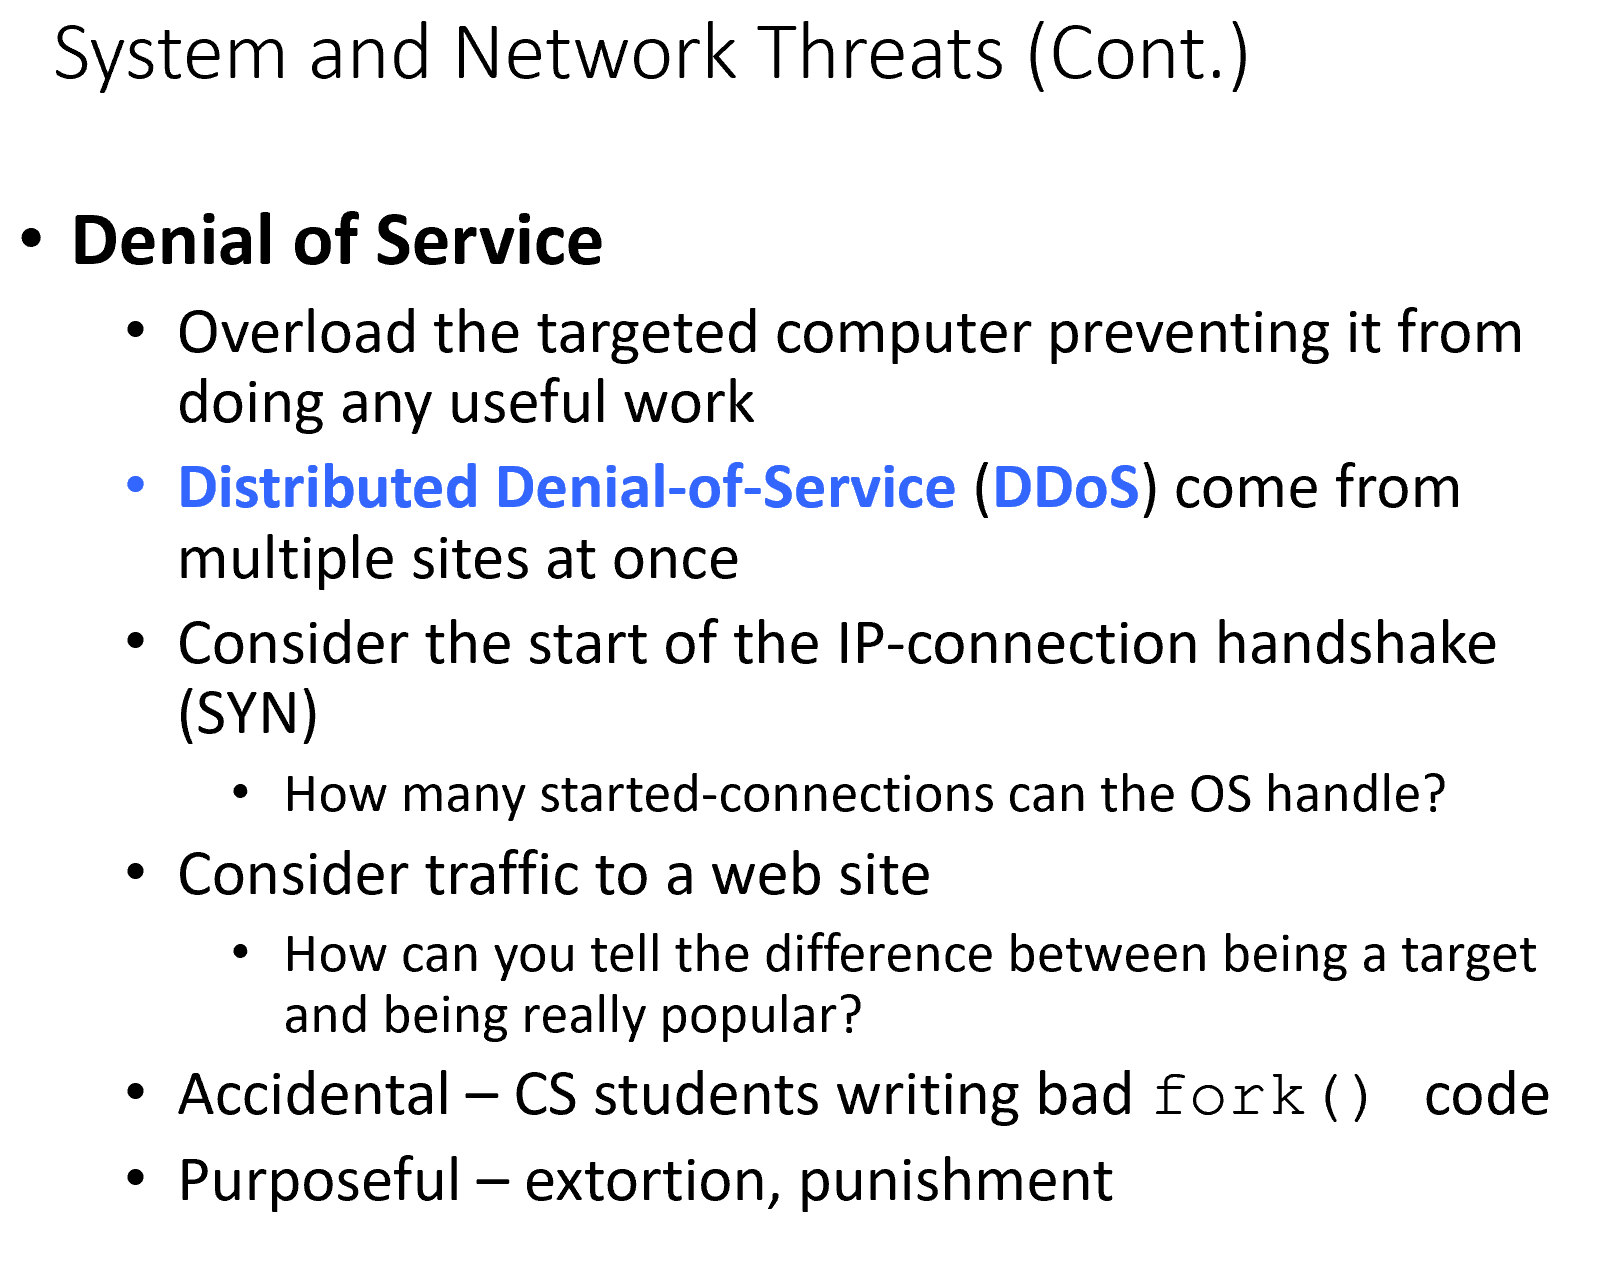 System and Network Threats (Cont.)
• Denial of Service
• Overload the targeted computer preventing it from
doing any useful work
• Distributed Denial-of-Service (DDoS) come from
multiple sites at once
• Consider the start of the IP-connection handshake
(SYN)
• How many started-connections can the OS handle?
• Consider traffic to a web site
• How can you tell the difference between being a target
and being really popular?
• Accidental – CS students writing bad fork() code
• Purposeful – extortion, punishment